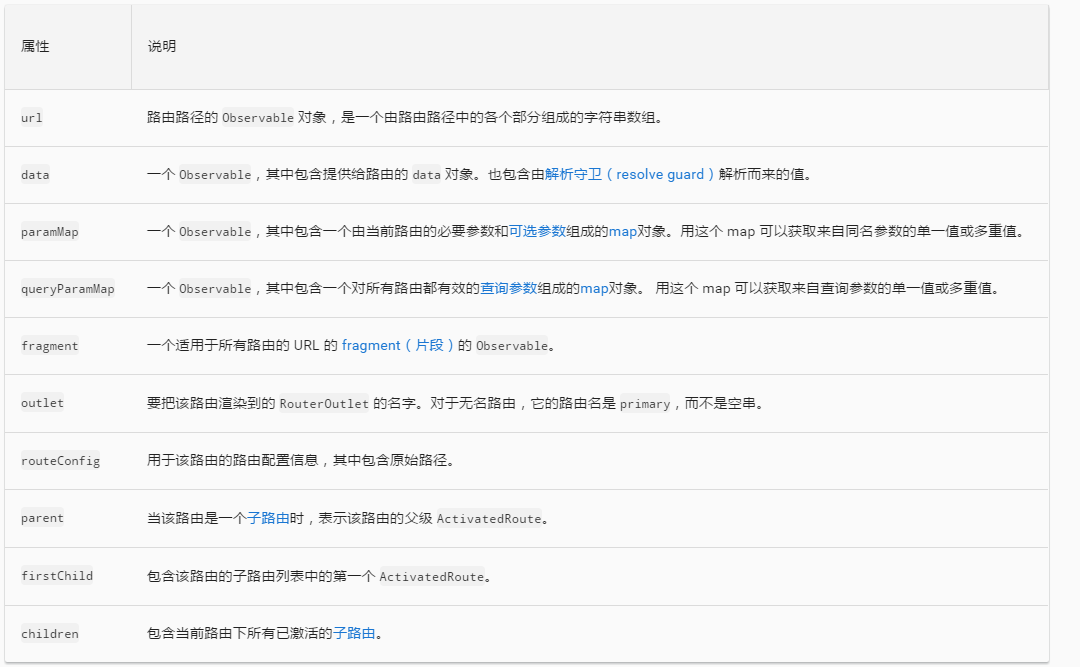 属性 说明
url 路由路径的 Observable 对象，是一个由路由路径中的各个部分组成的字符串数组。
data 一个 Observable，其中包含提供给路由的 data 对象。也包含由解析守卫（resolve guard）解析而来的值。
paramMap 一个 Observable，其中包含一个由当前路由的必要参数和可选参数组成的map对象。用这个 map 可以获取来自同名参数的单一值或多重值。
queryParamMap 一个 Observable，其中包含一个对所有路由都有效的查询参数组成的map对象。 用这个 map 可以获取来自查询参数的单一值或多重值。
fragment 一个适用于所有路由的 URL 的 fragment（片段）的 Observable。
outlet 要把该路由渲染到的 RouterOutlet 的名字。对于无名路由，它的路由名是 primary，而不是空串。
routeConfig 用于该路由的路由配置信息，其中包含原始路径。
parent 当该路由是一个子路由时，表示该路由的父级 ActivatedRoute。
firstChild 包含该路由的子路由列表中的第一个 ActivatedRoute。
children 包含当前路由下所有已激活的子路由。